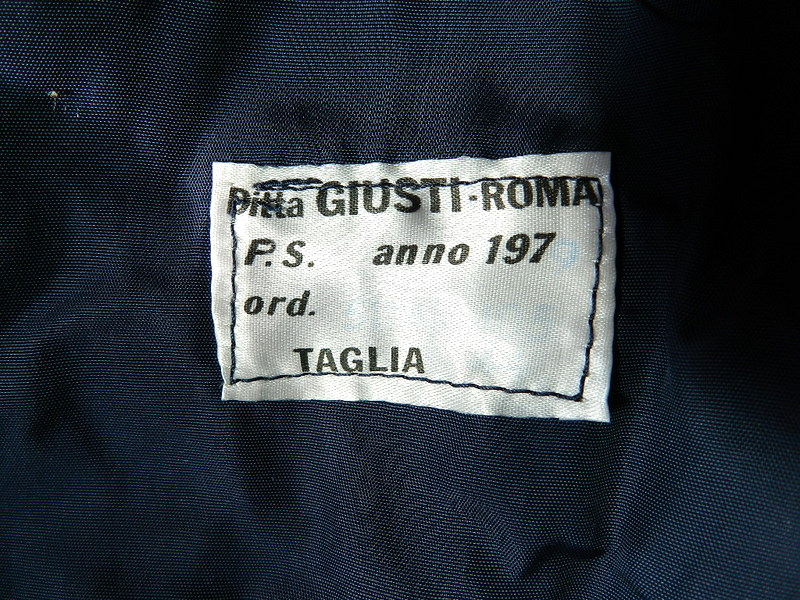 Ditta GIUSTI-ROMA
P.S. anno 197
ord.
TAGLIA